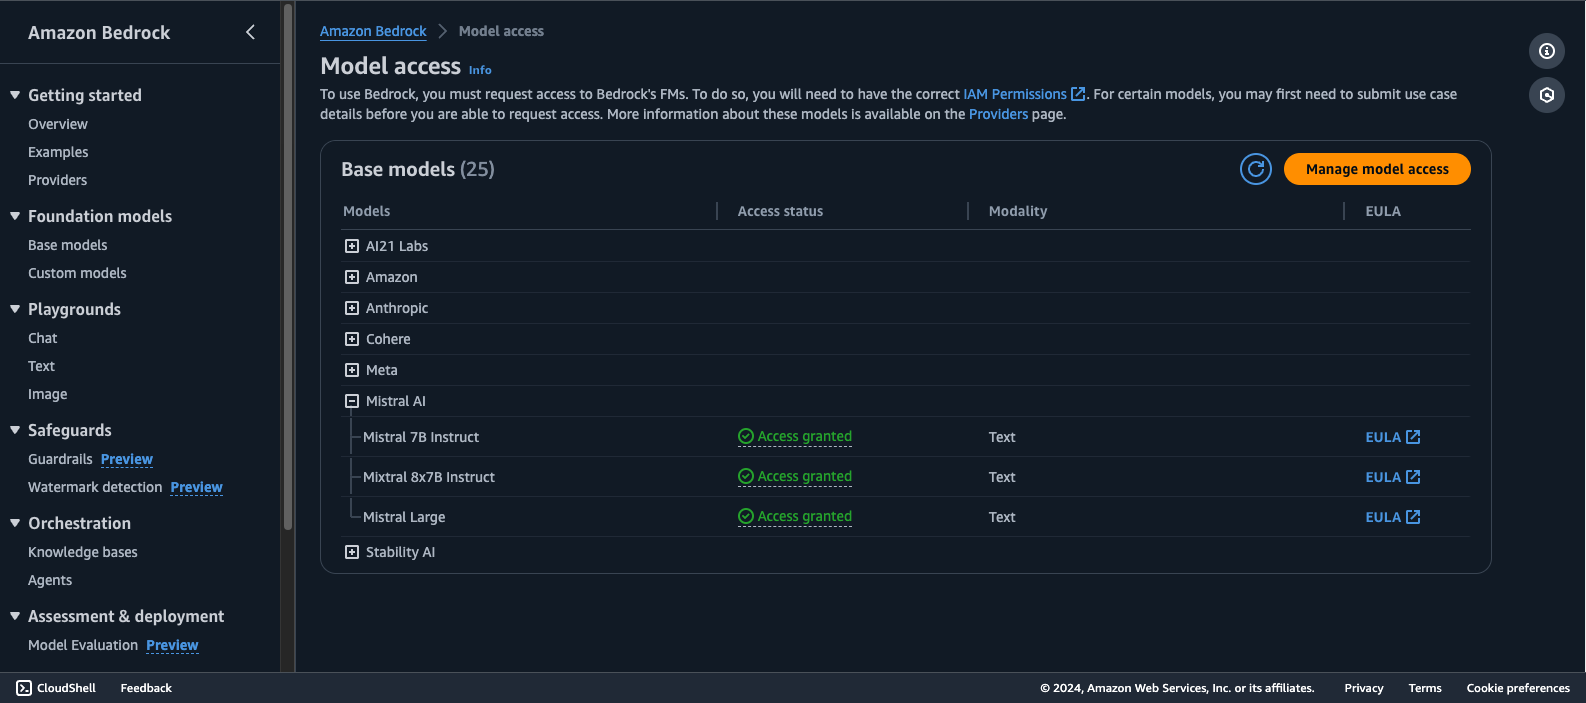 Amazon Bedrock
Getting started
Overview
Examples
Providers
Foundation models
Base models
Custom models
Playgrounds
Chat
Text
Image
Safeguards
Guardrails Preview
Watermark detection Preview
Orchestration
Knowledge bases
Agents
Assessment & deployment
Model Evaluation Preview
Amazon Bedrock Model access
Model access Info
To use Bedrock, you must request access to Bedrock's FMs. To do so, you will need to have the correct IAM Permissions. For certain models, you may first need to submit use case
details before you are able to request access. More information about these models is available on the Providers page.
Base models (25)
Manage model access
Models Access status Modality EULA
AI21 Labs
Amazon
Anthropic
Cohere
Meta
Mistral AI
Mistral 7B Instruct Access granted Text EULA
Mixtral 8x7B Instruct Access granted Text EULA
Mistral Large Access granted Text EULA
Stability AI
CloudShell Feedback © 2024, Amazon Web Services, Inc. or its affiliates. Privacy Terms Cookie preferences